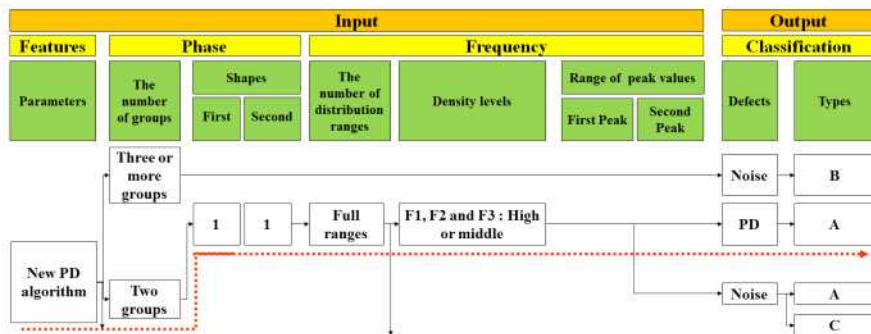 Input
Output
Features
Phase
Frequency
Classification
Parameters
The
number
of groups
Shapes
First
Second
The
number of
distribution
ranges
Density levels
Range of peak values
First Peak
Second
Peak
Defects
Types
Three or
more
groups
Noise
B
1
1
Full
ranges
F1, F2 and F3 : High
or middle
PD
A
New PD
algorithm
Two
groups
Noise
A
C